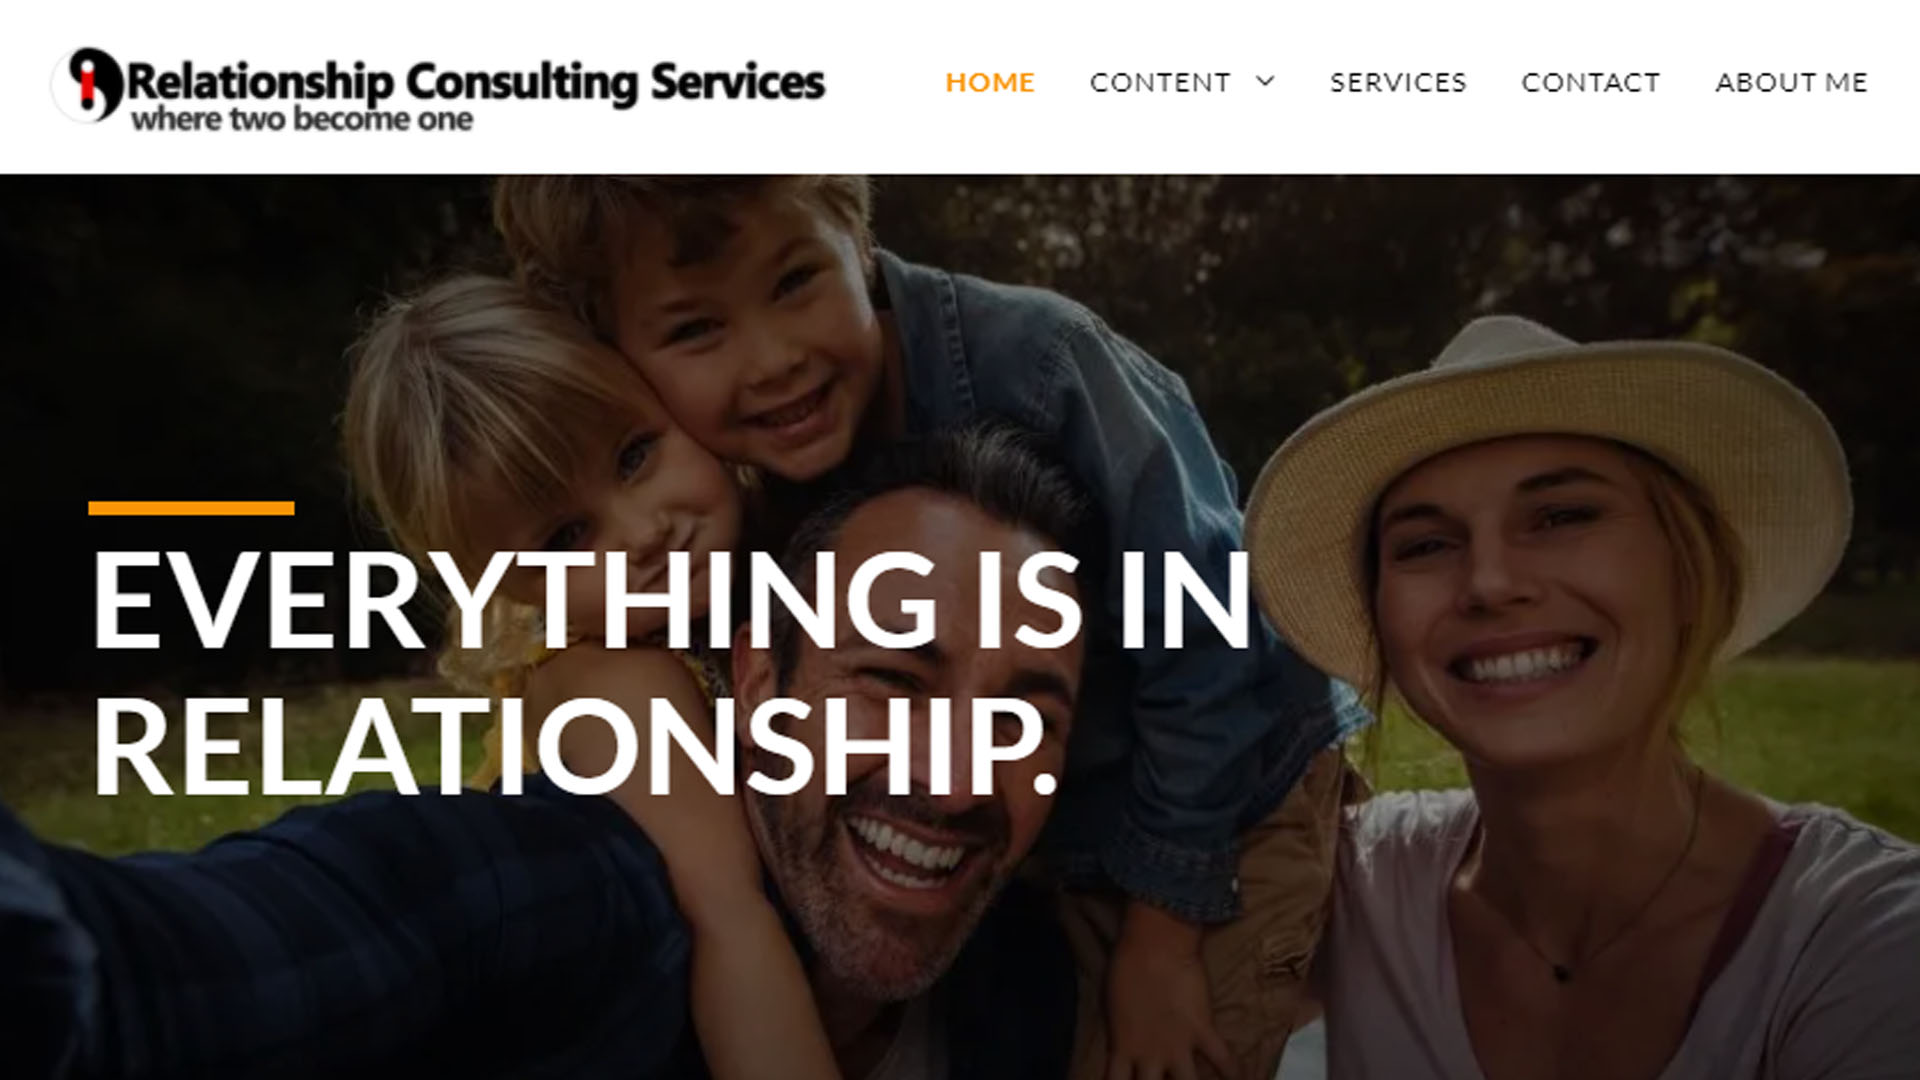 Relationship Consulting Services
where two become one
HOME CONTENT SERVICES CONTACT ABOUT ME
EVERYTHING IS IN
RELATIONSHIP.